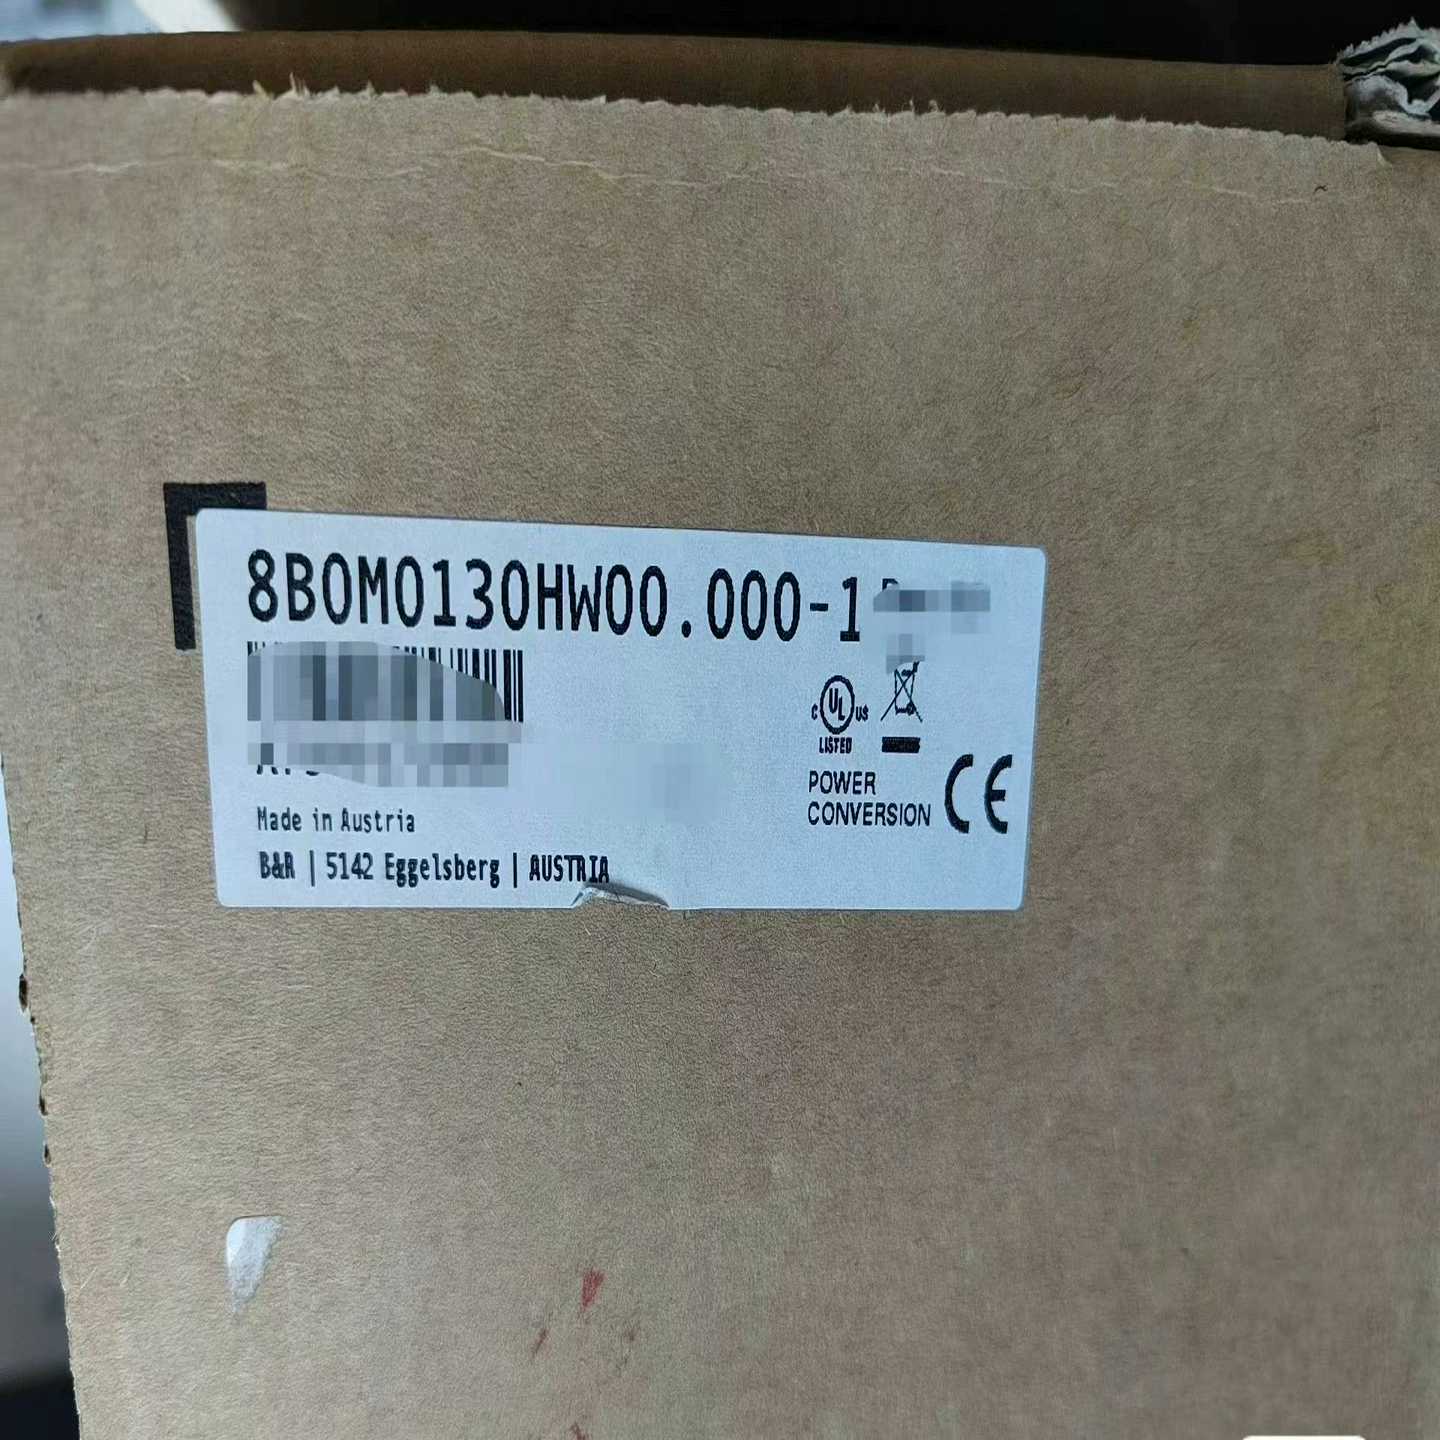 8B0M0130HW00.000-1
C UL US
LISTED
POWER
CONVERSION
CE
Made in Austria
B&R | 5142 Eggelsberg | AUSTRIA